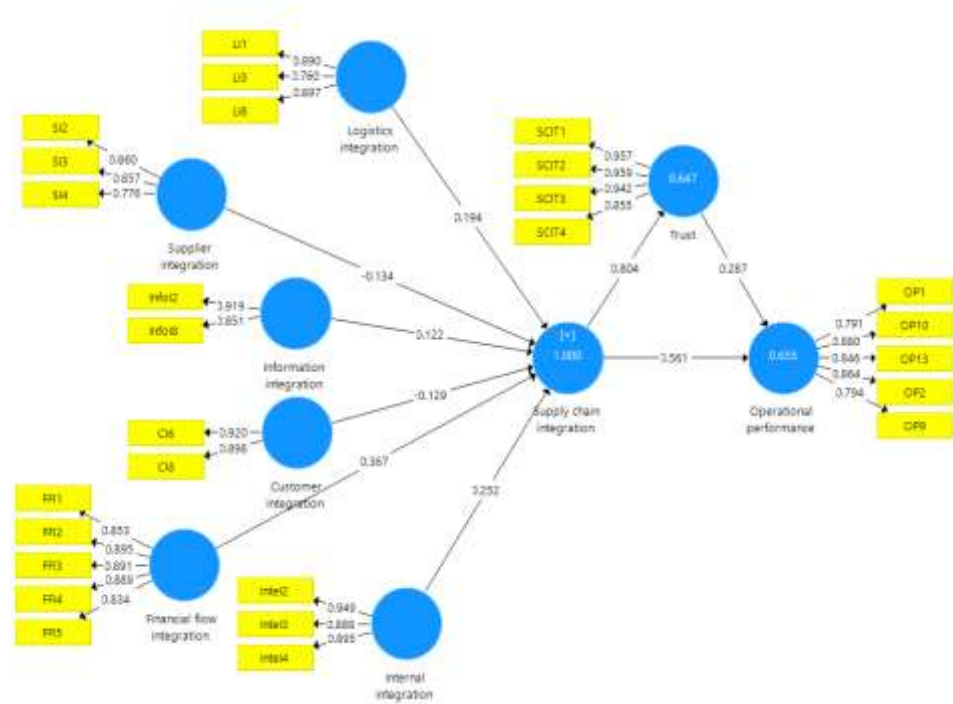 LI1
LI3
LI8
0.890
0.760
0.897
Logistics
integration
SI2
SI3
SI4
0.860
0.857
0.776
Supplier
integration
InfoI2
InfoI8
0.919
0.851
Information
integration
CI6
CI8
0.920
0.896
Customer
integration
FFI1
FFI2
FFI3
FFI4
FFI5
0.853
0.895
0.891
0.869
0.834
Financial flow
integration
InteI2
InteI3
InteI4
0.949
0.888
0.895
Internal
integration
0.194
-0.134
0.122
-0.129
0.367
0.252
[+]
1.000
Supply chain
integration
SCIT1
SCIT2
SCIT3
SCIT4
0.957
0.959
0.942
0.855
0.647
Trust
0.804
0.287
0.561
0.655
Operational
performance
0.791
0.880
0.846
0.864
0.794
OP1
OP10
OP13
OP2
OP9